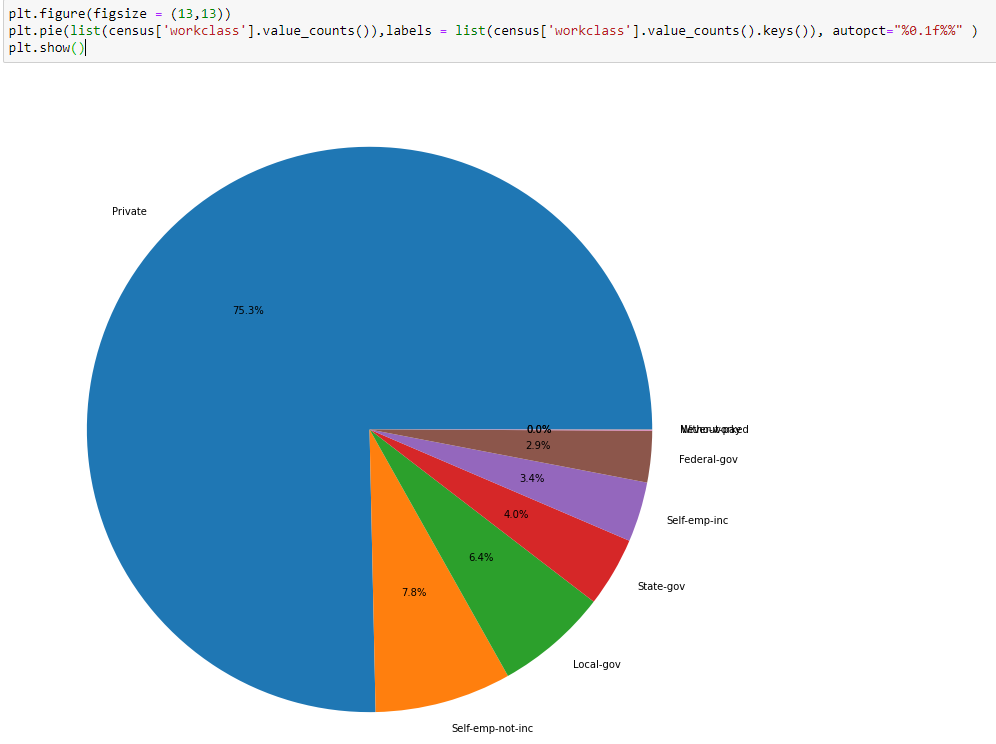 plt.figure(figsize = (13,13))
plt.pie(list(census['workclass'].value_counts()),labels = list(census['workclass'].value_counts().keys()), autopct="%0.1f%%" )
plt.show()
Private
75.3%
0.0%
2.9%
Federal-gov
3.4%
Self-emp-inc
4.0%
State-gov
6.4%
Local-gov
7.8%
Self-emp-not-inc